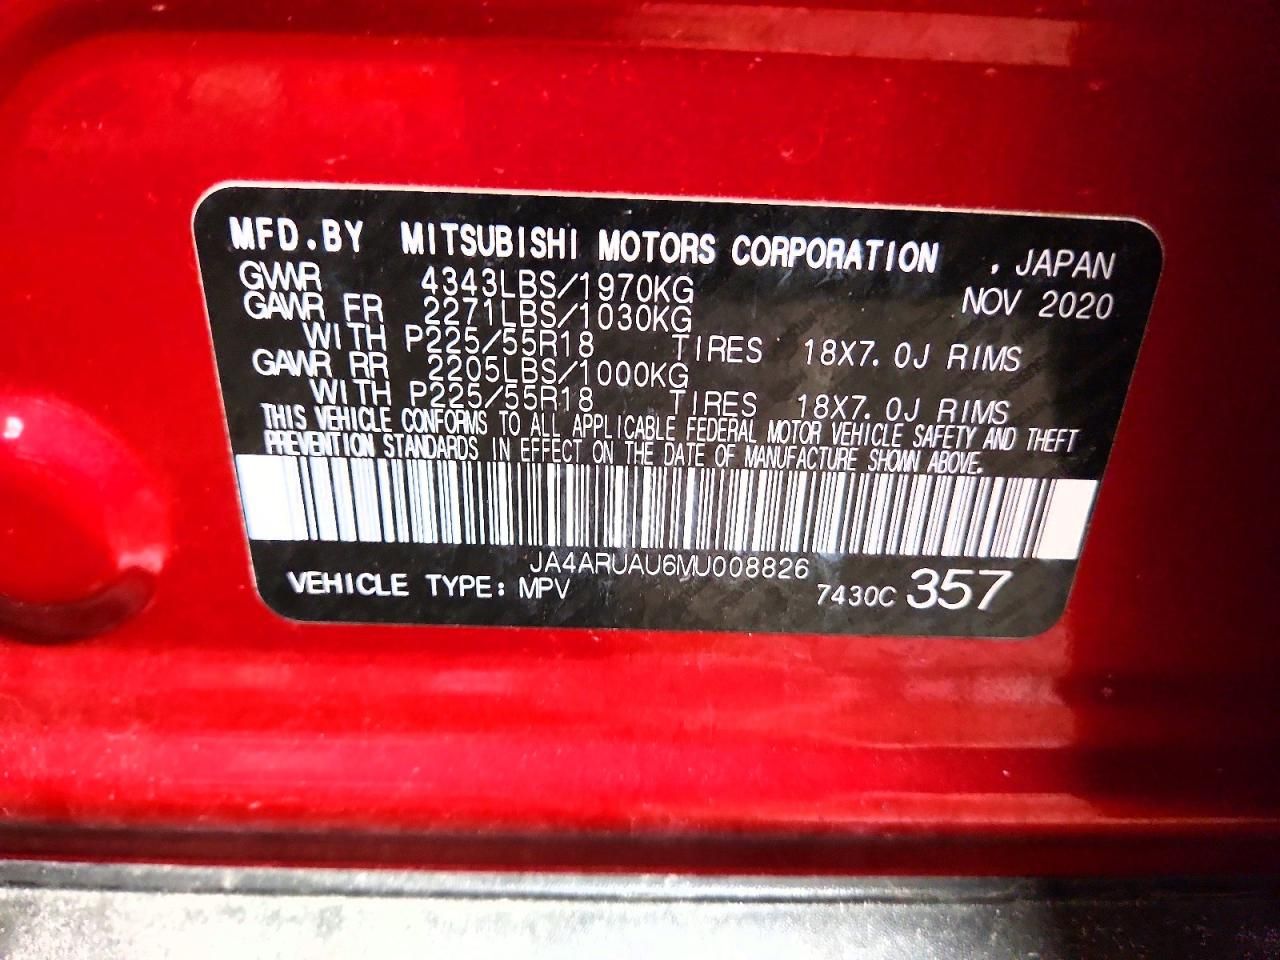 MFD.BY MITSUBISHI MOTORS CORPORATION , JAPAN
GVWR 4343LBS/1970KG NOV 2020
GAWR FR 2271LBS/1030KG
WITH P225/55R18 TIRES 18X7.0J RIMS
GAWR RR 2205LBS/1000KG
WITH P225/55R18 TIRES 18X7.0J RIMS
THIS VEHICLE CONFORMS TO ALL APPLICABLE FEDERAL MOTOR VEHICLE SAFETY AND THEFT
PREVENTION STANDARDS IN EFFECT ON THE DATE OF MANUFACTURE SHOWN ABOVE.
JA4ARUAU6MU008826
VEHICLE TYPE: MPV 7430C 357